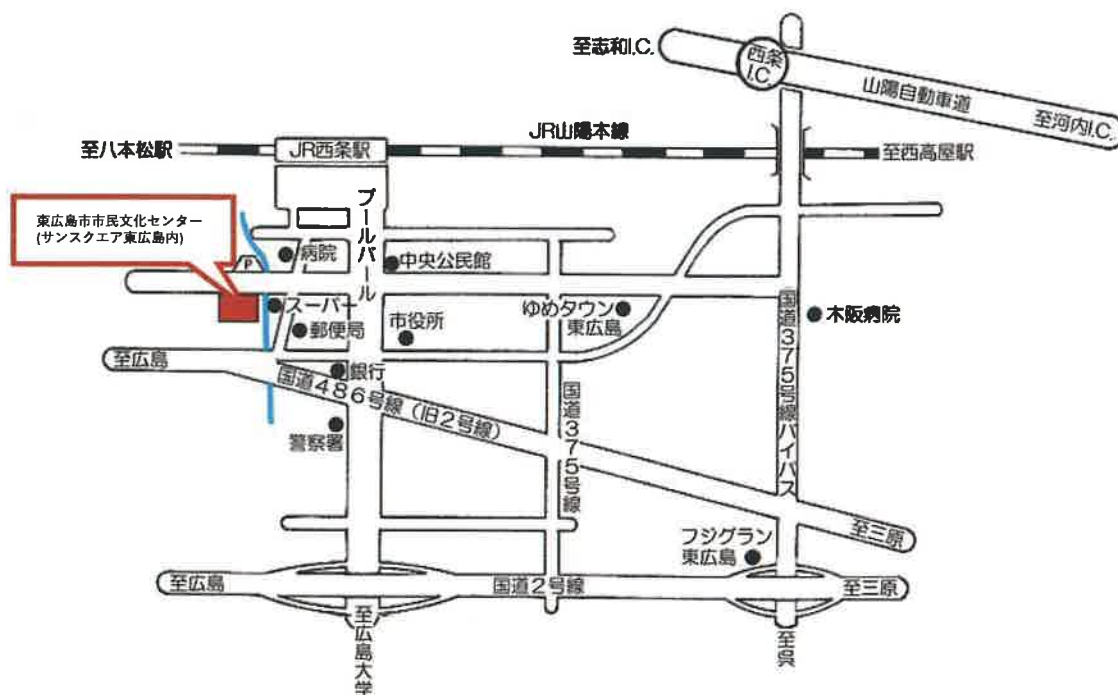 至志和I.C.
西条
I.C.
山陽自動車道
至河内I.C.
JR山陽本線
至八本松駅
JR西条駅
至西高屋駅
東広島市市民文化センター
(サンスクエア東広島内)
ブールバール
P
病院
中央公民館
スーパー
郵便局
市役所
ゆめタウン
東広島
国道375号線バイパス
木阪病院
至広島
銀行
国道486号線(旧2号線)
国道375号線
警察署
フジグラン
東広島
至三原
至広島
国道2号線
至三原
至広島大学
至呉